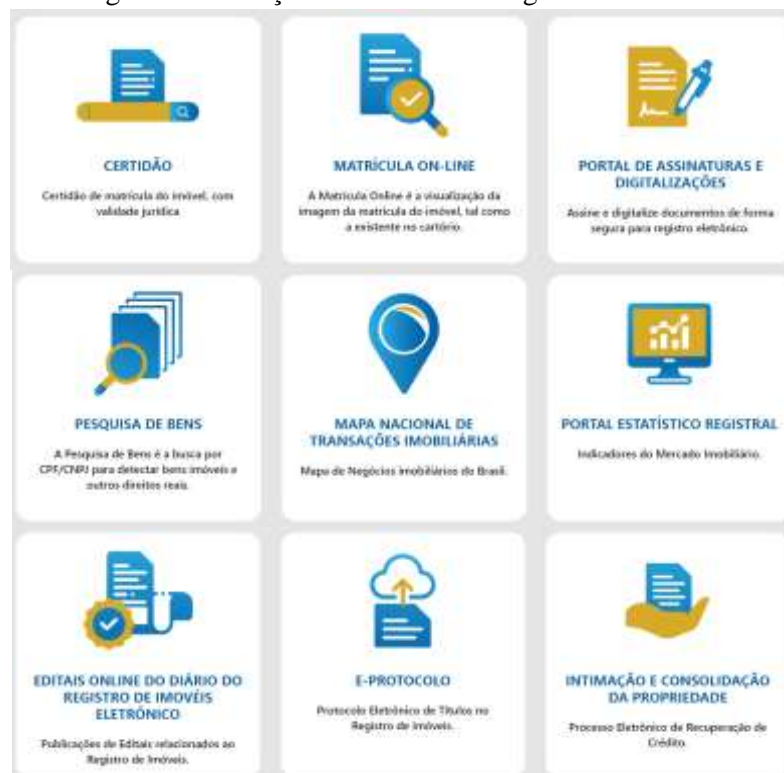 CERTIDÃO
Certidão de matrícula do imóvel, com
validade jurídica
MATRÍCULA ON-LINE
A Matrícula Online é a visualização da
imagem da matrícula do imóvel, tal como
a existente no cartório.
PORTAL DE ASSINATURAS E
DIGITALIZAÇÕES
Assine e digitalize documentos de forma
segura para registro eletrônico.
PESQUISA DE BENS
A Pesquisa de Bens é a busca por
CPF/CNPJ para detectar bens imóveis e
outros direitos reais.
MAPA NACIONAL DE
TRANSAÇÕES IMOBILIÁRIAS
Mapa de Negócios imobiliários do Brasil.
PORTAL ESTATÍSTICO REGISTRAL
Indicadores do Mercado Imobiliário.
EDITAIS ONLINE DO DIÁRIO DO
REGISTRO DE IMOVÉIS
ELETRÔNICO
Publicações de Editais relacionados ao
Registro de Imóveis.
E-PROTOCOLO
Protocolo Eletrônico de Títulos no
Registro de Imóveis.
INTIMAÇÃO E CONSOLIDAÇÃO
DA PROPRIEDADE
Processo Eletrônico de Recuperação de
Crédito.